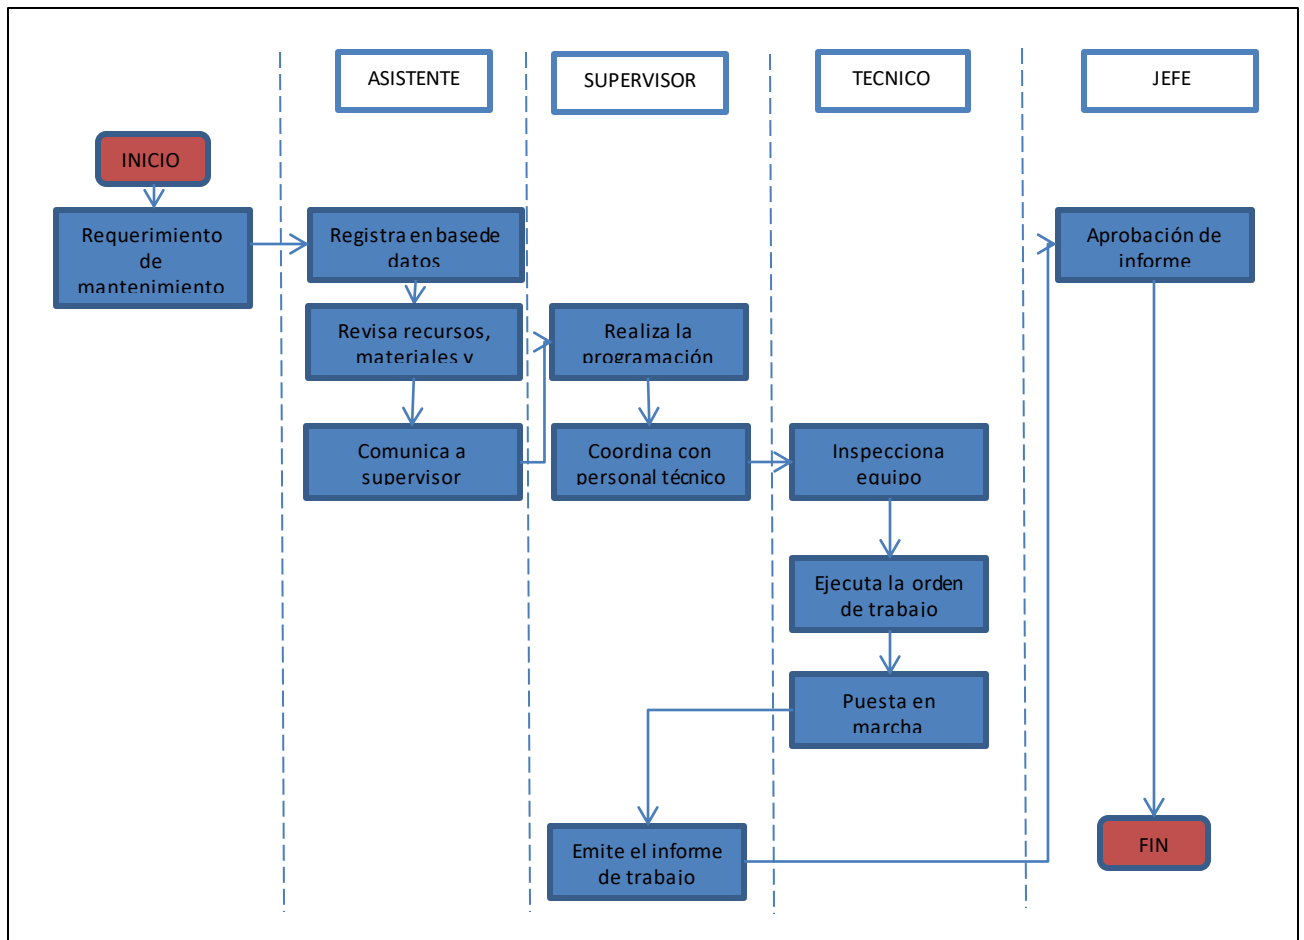 ASISTENTE
SUPERVISOR
TECNICO
JEFE
INICIO
Requerimiento
de
mantenimiento
Registra en basede
datos
Aprobación de
informe
Revisa recursos,
materiales y
Realiza la
programación
Comunica a
supervisor
Coordina con
personal técnico
Inspecciona
equipo
Ejecuta la orden
de trabajo
Puesta en
marcha
Emite el informe
de trabajo
FIN